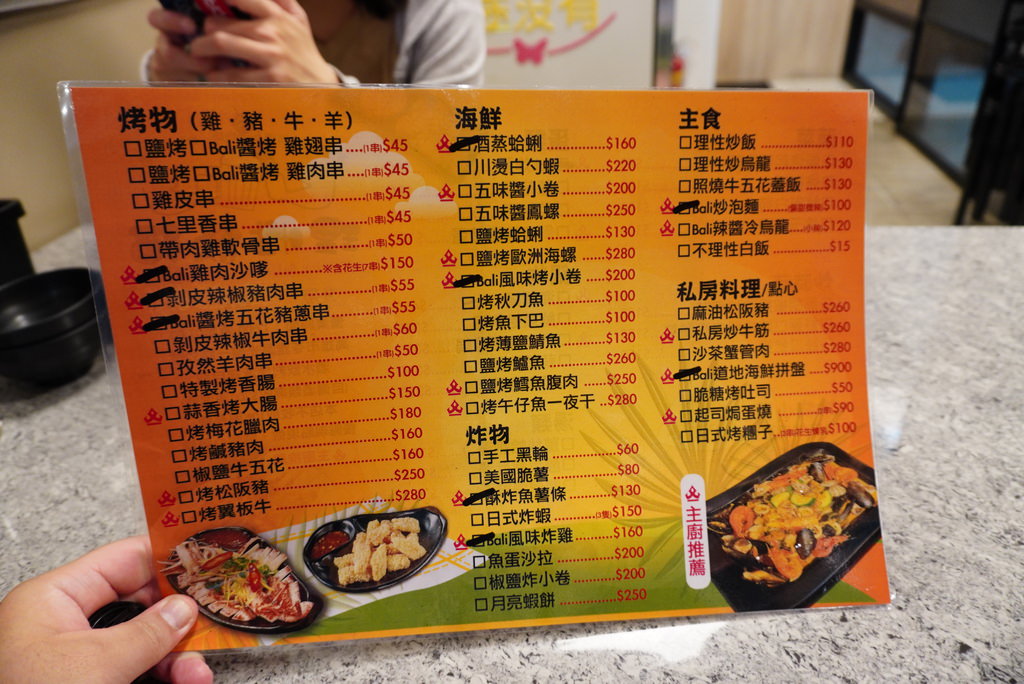 烤物（雞・豬・牛・羊）
□鹽烤□Bali醬烤 雞翅串 ....(1串)$45
□鹽烤□Bali醬烤 雞肉串 ....(1串)$45
□雞皮串 (1串)$45
□七里香串 (1串)$45
□帶肉雞軟骨串 (1串)$50
Bali雞肉沙嗲 ※含花生(7串)$150
剝皮辣椒豬肉串 (1串)$55
Bali醬烤五花豬蔥串 (1串)$55
□剝皮辣椒牛肉串 (1串)$60
□孜然羊肉串 (1串)$50
□特製烤香腸 $100
□蒜香烤大腸 $150
□烤梅花臘肉 $180
□烤鹹豬肉 $160
□椒鹽牛五花 $160
□烤松阪豬 $250
□烤翼板牛 $280
海鮮
酒蒸蛤蜊 $160
□川燙白勺蝦 $220
□五味醬小卷 $200
□五味醬鳳螺 $250
□鹽烤蛤蜊 $130
□鹽烤歐洲海螺 $280
Bali風味烤小卷 $200
□烤秋刀魚 $100
□烤魚下巴 $100
□烤薄鹽鯖魚 $130
□鹽烤鱸魚 $260
□鹽烤鱈魚腹肉 $250
□烤午仔魚一夜干 $280
炸物
□手工黑輪 $60
□美國脆薯 $80
酥炸魚薯條 $130
□日式炸蝦 (3隻)$150
Bali風味炸雞 $160
□魚蛋沙拉 $200
□椒鹽炸小卷 $200
□月亮蝦餅 $250
主食
□理性炒飯 $110
□理性炒烏龍 $130
□照燒牛五花蓋飯 $130
Bali炒泡麵 $100
□Bali辣醬冷烏龍 (小辣)$120
□不理性白飯 $15
私房料理/點心
□麻油松阪豬 $260
□私房炒牛筋 $260
□沙茶蟹管肉 $280
Bali道地海鮮拼盤 $900
□脆糖烤吐司 $50
□起司焗蛋燒 $90
□日式烤糰子 $100
主廚推薦